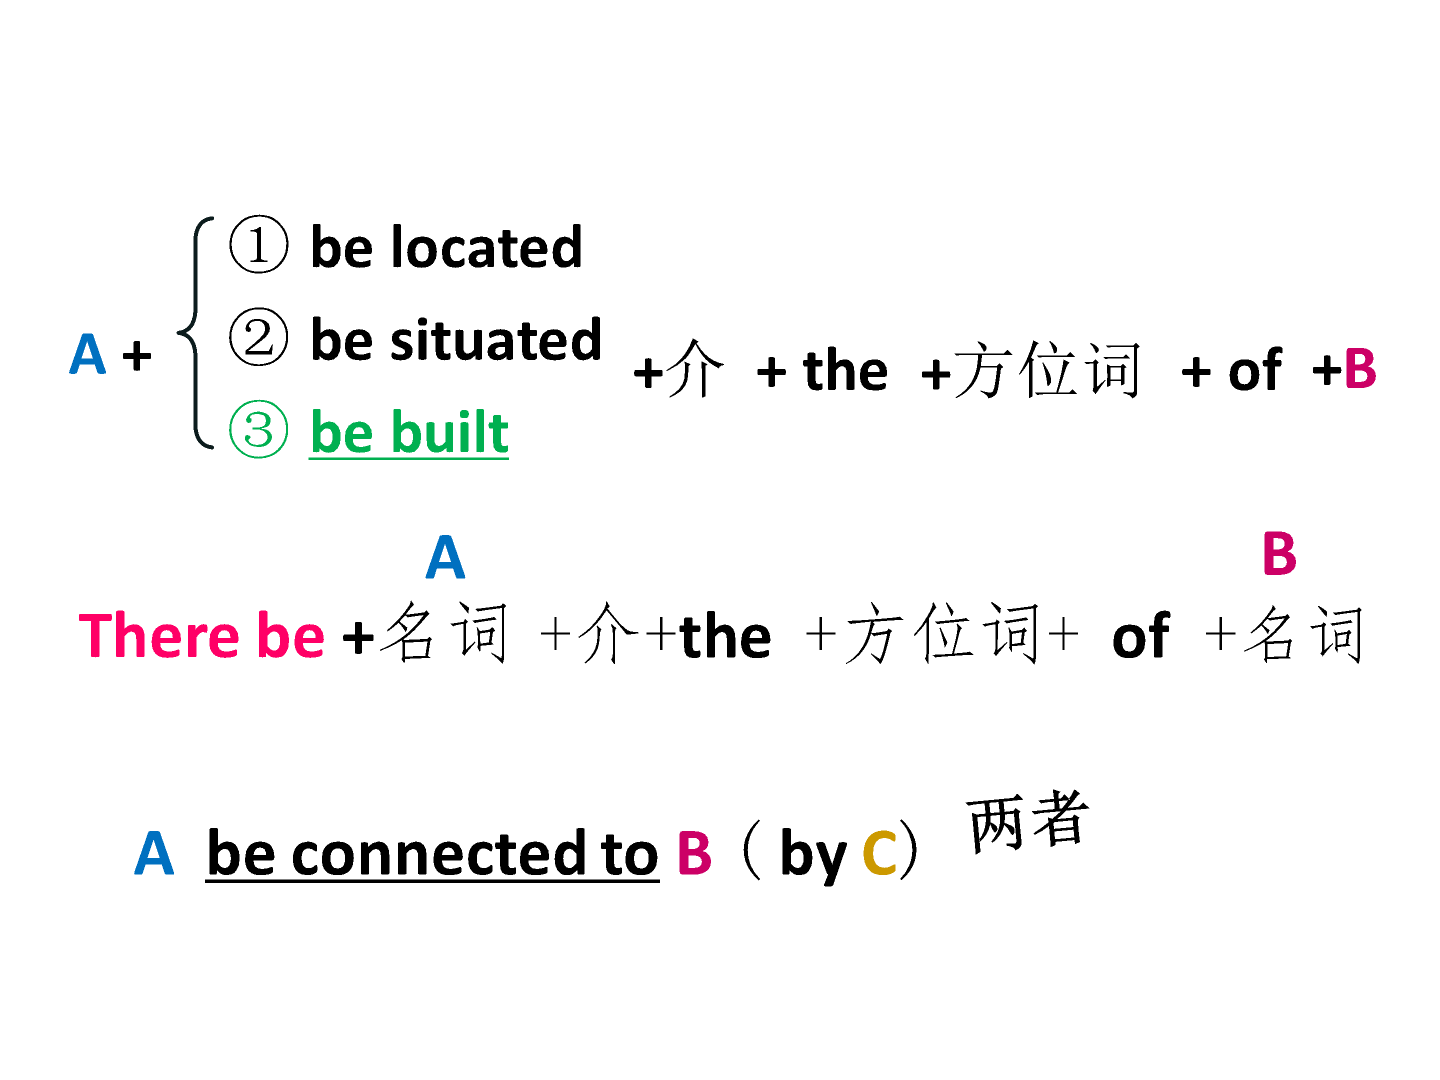 ① be located
② be situated
A + +介 + the +方位词 + of +B
③ be built
A B
There be +名词 +介+the +方位词+ of +名词
A be connected to B（ by C） 两者